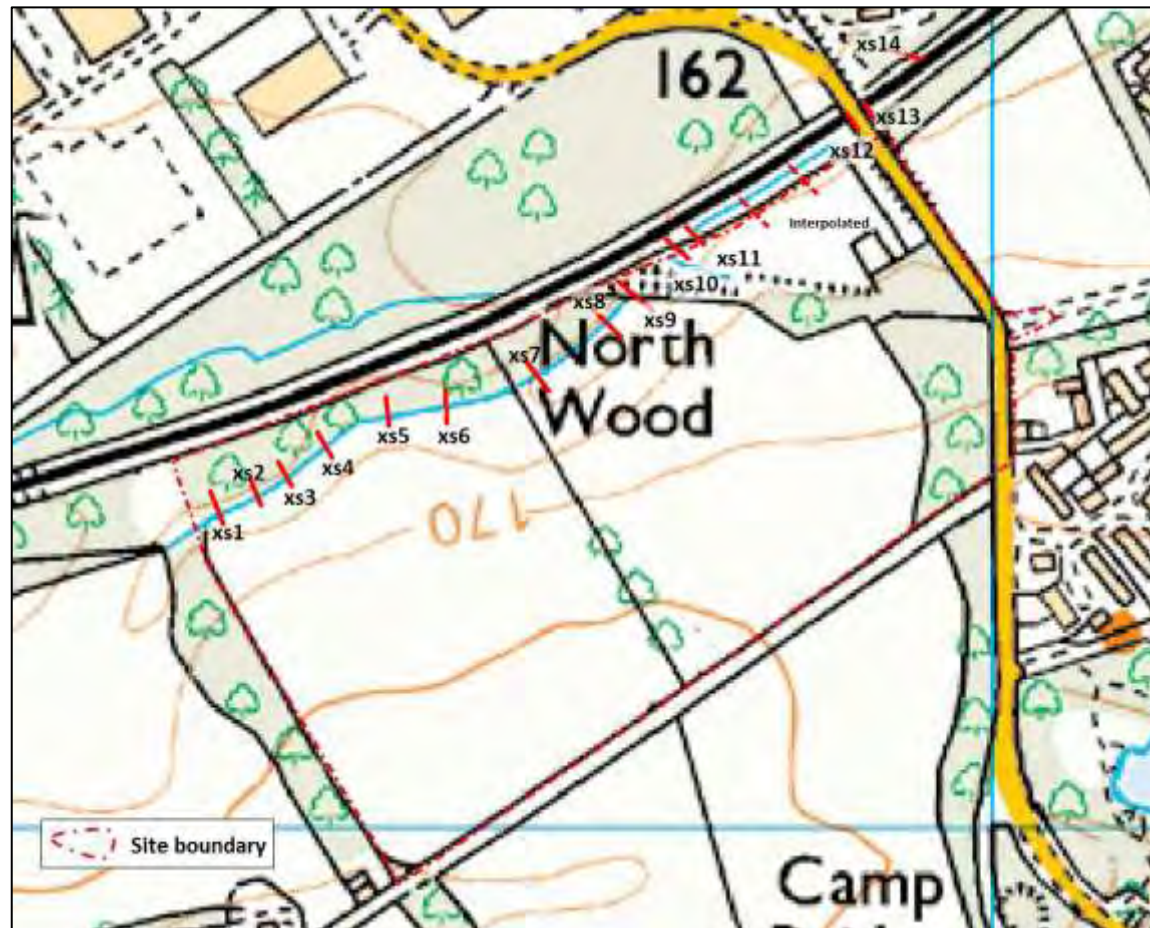 xs14
162
xs13
xs12
Interpolated
xs11
xs10
xs8
xs9
North
xs7
Wood
xs5
xs6
xs4
xs2
xs3
xs1
170
Site boundary
Camp